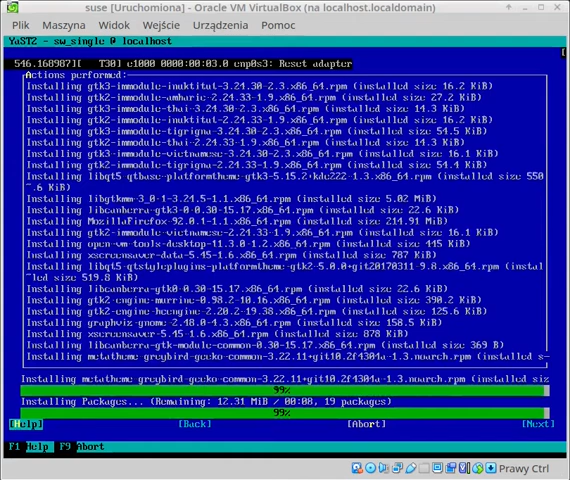 suse [Uruchomiona] - Oracle VM VirtualBox (na localhost.localdomain)
Plik Maszyna Widok Wejście Urządzenia Pomoc
YaST2 - sw_single @ localhost
546.168987][ T30] e1000 0000:00:03.0 enp0s3: Reset adapter
Actions performed:
Installing gtk3-immodule-inuktitut-3.24.30-2.3.x86_64.rpm (installed size 16.2 KiB)
Installing gtk2-immodule-amharic-2.24.33-1.9.x86_64.rpm (installed size 27.2 KiB)
Installing gtk3-immodule-thai-3.24.30-2.3.x86_64.rpm (installed size 14.3 KiB)
Installing gtk2-immodule-inuktitut-2.24.33-1.9.x86_64.rpm (installed size 16.2 KiB)
Installing gtk3-immodule-tigrigna-3.24.30-2.3.x86_64.rpm (installed size 54.5 KiB)
Installing gtk2-immodule-thai-2.24.33-1.9.x86_64.rpm (installed size 14.3 KiB)
Installing gtk3-immodule-vietnamese-3.24.30-2.3.x86_64.rpm (installed size 16.1 KiB)
Installing gtk2-immodule-tigrigna-2.24.33-1.9.x86_64.rpm (installed size 54.4 KiB)
Installing libqt5 qtbase-platformtheme-gtk3-5.15.2+kde222-1.3.x86_64.rpm (installed size 550
.6 KiB)
Installing libgtkmm-3_0-1-3.24.5-1.1.x86_64.rpm (installed size 5.02 MiB)
Installing libcanberra-gtk3-0-0.30-15.17.x86_64.rpm (installed size 22.6 KiB)
Installing MozillaFirefox-92.0.1-1.1.x86_64.rpm (installed size 214.91 MiB)
Installing gtk2-immodule-vietnamese-2.24.33-1.9.x86_64.rpm (installed size 16.1 KiB)
Installing open-vm-tools-desktop-11.3.0-1.2.x86_64.rpm (installed size 445 KiB)
Installing xscreensaver-data-5.45-1.6.x86_64.rpm (installed size 787 KiB)
Installing libqt5-qtstyleplugins-platformtheme-gtk2-5.0.0+git20170311-9.8.x86_64.rpm (instal
size 519.8 KiB)
Installing libcanberra-gtk0-0.30-15.17.x86_64.rpm (installed size 22.6 KiB)
Installing gtk2-engine-murrine-0.98.2-10.16.x86_64.rpm (installed size 390.2 KiB)
Installing gtk2-engine-hcengine-2.20.2-19.38.x86_64.rpm (installed size 125.6 KiB)
Installing graphviz-gnome-2.48.0-4.3.x86_64.rpm (installed size 158.5 KiB)
Installing xscreensaver-5.45-1.6.x86_64.rpm (installed size 878 KiB)
Installing libcanberra-gtk-module-common-0.30-15.17.x86_64.rpm (installed size 369 B)
Installing metatheme-greybird-geeko-common-3.22.11+git10.2f4304a-1.3.noarch.rpm (installed s
Installing metatheme-greybird-geeko-common-3.22.11+git10.2f4304a-1.3.noarch.rpm (installed siz
99%
Installing Packages... (Remaining: 12.31 MiB / 00:08, 19 packages)
99%
[Help] [Back] [Abort] [Next]
F1 Help F9 Abort
Prawy Ctrl